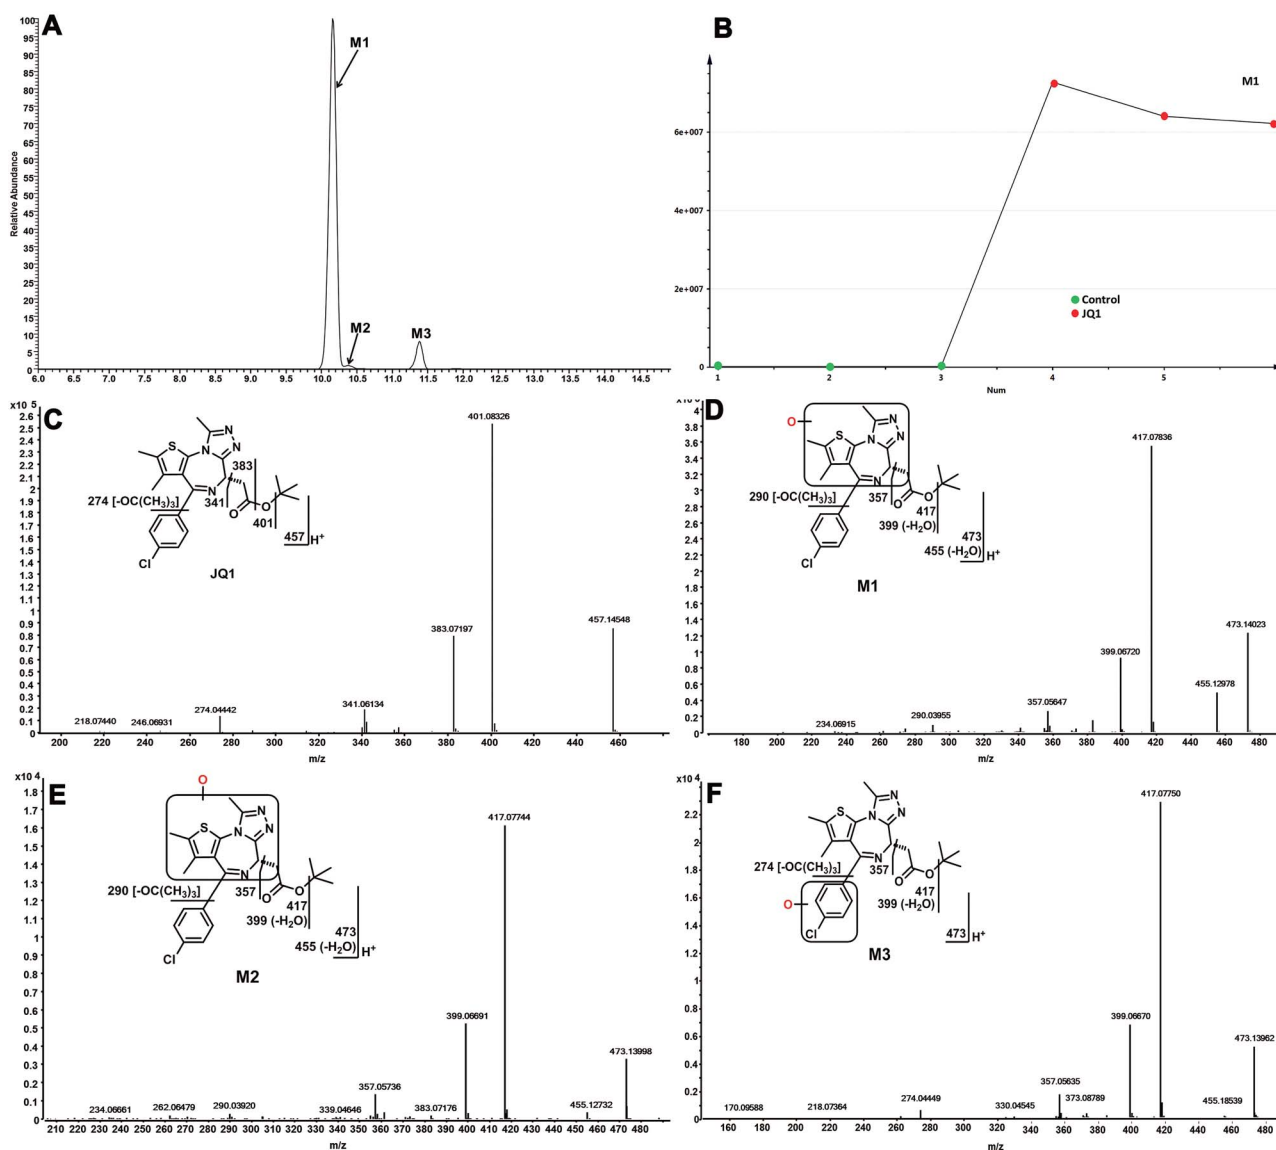 A
Relative Abundance
100
95
90
85
80
75
70
65
60
55
50
45
40
35
30
25
20
15
10
5
0
M1
M2
M3
6.0 6.5 7.0 7.5 8.0 8.5 9.0 9.5 10.0 10.5 11.0 11.5 12.0 12.5 13.0 13.5 14.0 14.5
B
M1
6e+007
4e+007
2e+007
0
Control
JQ1
1 2 3 4 5
Num
C
x10 5
2.6
2.5
2.4
2.3
2.2
2.1
2
1.9
1.8
1.7
1.6
1.5
1.4
1.3
1.2
1.1
1
0.9
0.8
0.7
0.6
0.5
0.4
0.3
0.2
0.1
0
S N N N
383
274 [-OC(CH3)3]
341
N
O
O
401
457
H+
Cl
JQ1
401.08326
383.07197
457.14548
341.06134
274.04442
218.07440
246.06931
200 220 240 260 280 300 320 340 360 380 400 420 440 460
m/z
D
4
3.8
3.6
3.4
3.2
3
2.8
2.6
2.4
2.2
2
1.8
1.6
1.4
1.2
1
0.8
0.6
0.4
0.2
0
O
S N N N
N
O
O
290 [-OC(CH3)3]
357
417
399 (-H2O)
473
455 (-H2O)
H+
Cl
M1
417.07836
473.14023
399.06720
455.12978
357.05647
290.03955
234.06915
180 200 220 240 260 280 300 320 340 360 380 400 420 440 460 480
m/z
E
x10 4
1.8
1.7
1.6
1.5
1.4
1.3
1.2
1.1
1
0.9
0.8
0.7
0.6
0.5
0.4
0.3
0.2
0.1
0
O
S N N N
N
O
O
290 [-OC(CH3)3]
357
417
399 (-H2O)
473
455 (-H2O)
H+
Cl
M2
417.07744
399.06691
473.13998
357.05736
455.12732
383.07176
339.04646
290.03920
262.06479
234.06661
210 220 230 240 250 260 270 280 290 300 310 320 330 340 350 360 370 380 390 400 410 420 430 440 450 460 470 480
m/z
F
x10 4
2.2
2
1.8
1.6
1.4
1.2
1
0.8
0.6
0.4
0.2
0
S N N N
N
O
O
274 [-OC(CH3)3]
357
417
399 (-H2O)
473
H+
O
Cl
M3
417.07750
399.06670
473.13962
357.05635
373.08789
455.18539
330.04545
274.04449
218.07364
170.09588
160 180 200 220 240 260 280 300 320 340 360 380 400 420 440 460 480
m/z